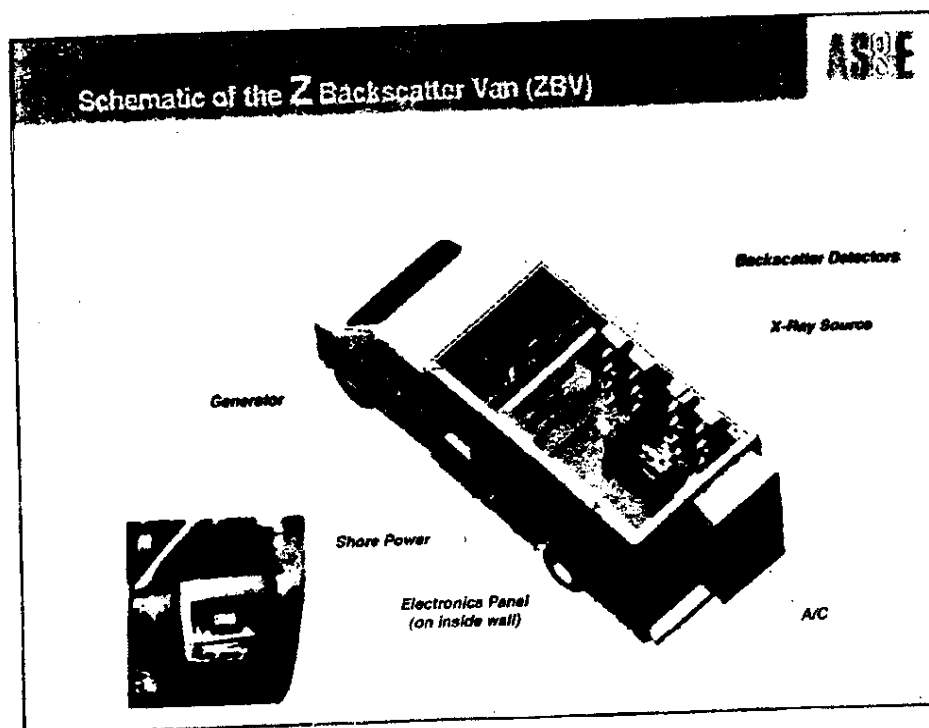 AS&E
Schematic of the Z Backscatter Van (ZBV)
Backscatter Detectors
X-Ray Source
Generator
Shore Power
Electronics Panel
(on inside wall)
A/C